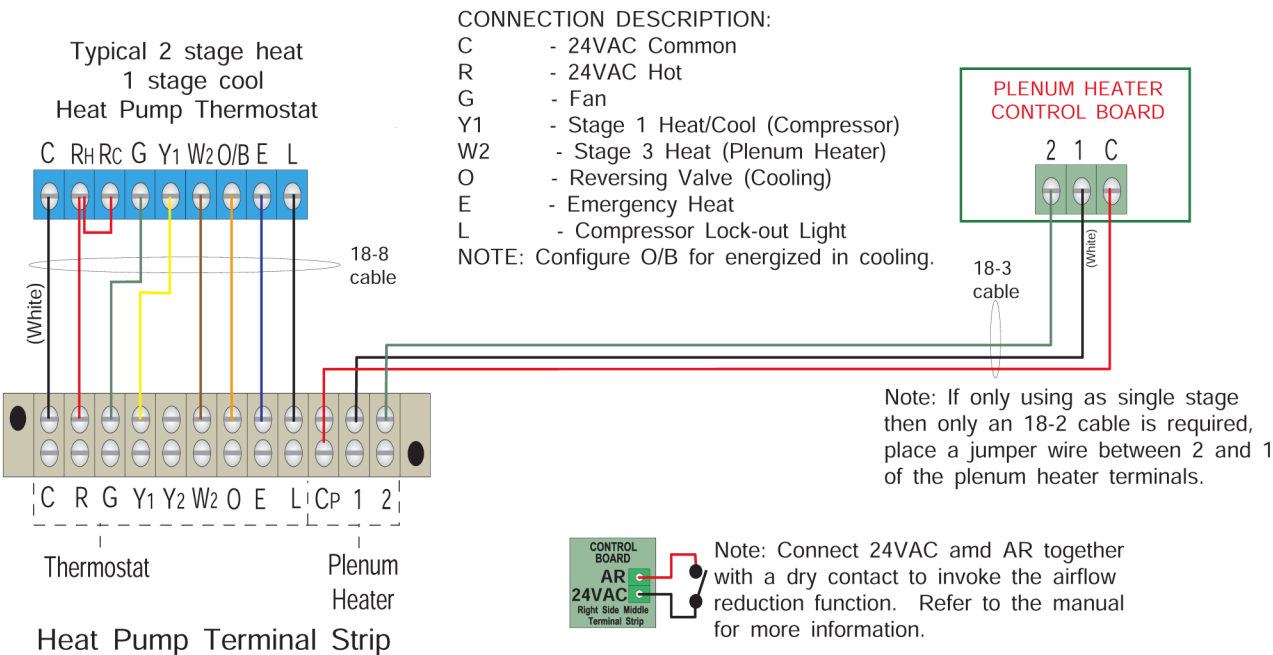 Typical 2 stage heat
1 stage cool
Heat Pump Thermostat
C RH RC G Y1 W2 O/B E L
18-8
cable
(White)
C R G Y1 Y2 W2 O E L CP 1 2
Thermostat
Plenum
Heater
Heat Pump Terminal Strip
CONNECTION DESCRIPTION:
C - 24VAC Common
R - 24VAC Hot
G - Fan
Y1 - Stage 1 Heat/Cool (Compressor)
W2 - Stage 3 Heat (Plenum Heater)
O - Reversing Valve (Cooling)
E - Emergency Heat
L - Compressor Lock-out Light
NOTE: Configure O/B for energized in cooling.
PLENUM HEATER
CONTROL BOARD
2 1 C
(White)
18-3
cable
Note: If only using as single stage
then only an 18-2 cable is required,
place a jumper wire between 2 and 1
of the plenum heater terminals.
CONTROL
BOARD
AR
24VAC
Right Side Middle
Terminal Strip
Note: Connect 24VAC amd AR together
with a dry contact to invoke the airflow
reduction function. Refer to the manual
for more information.